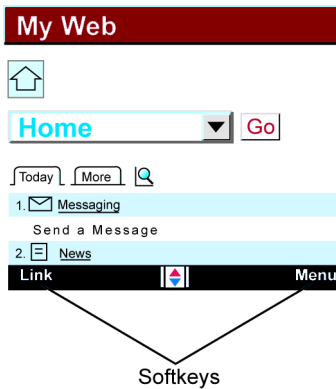 My Web
Home Go
Today More
1. Messaging
Send a Message
2. News
Link Menu
Softkeys